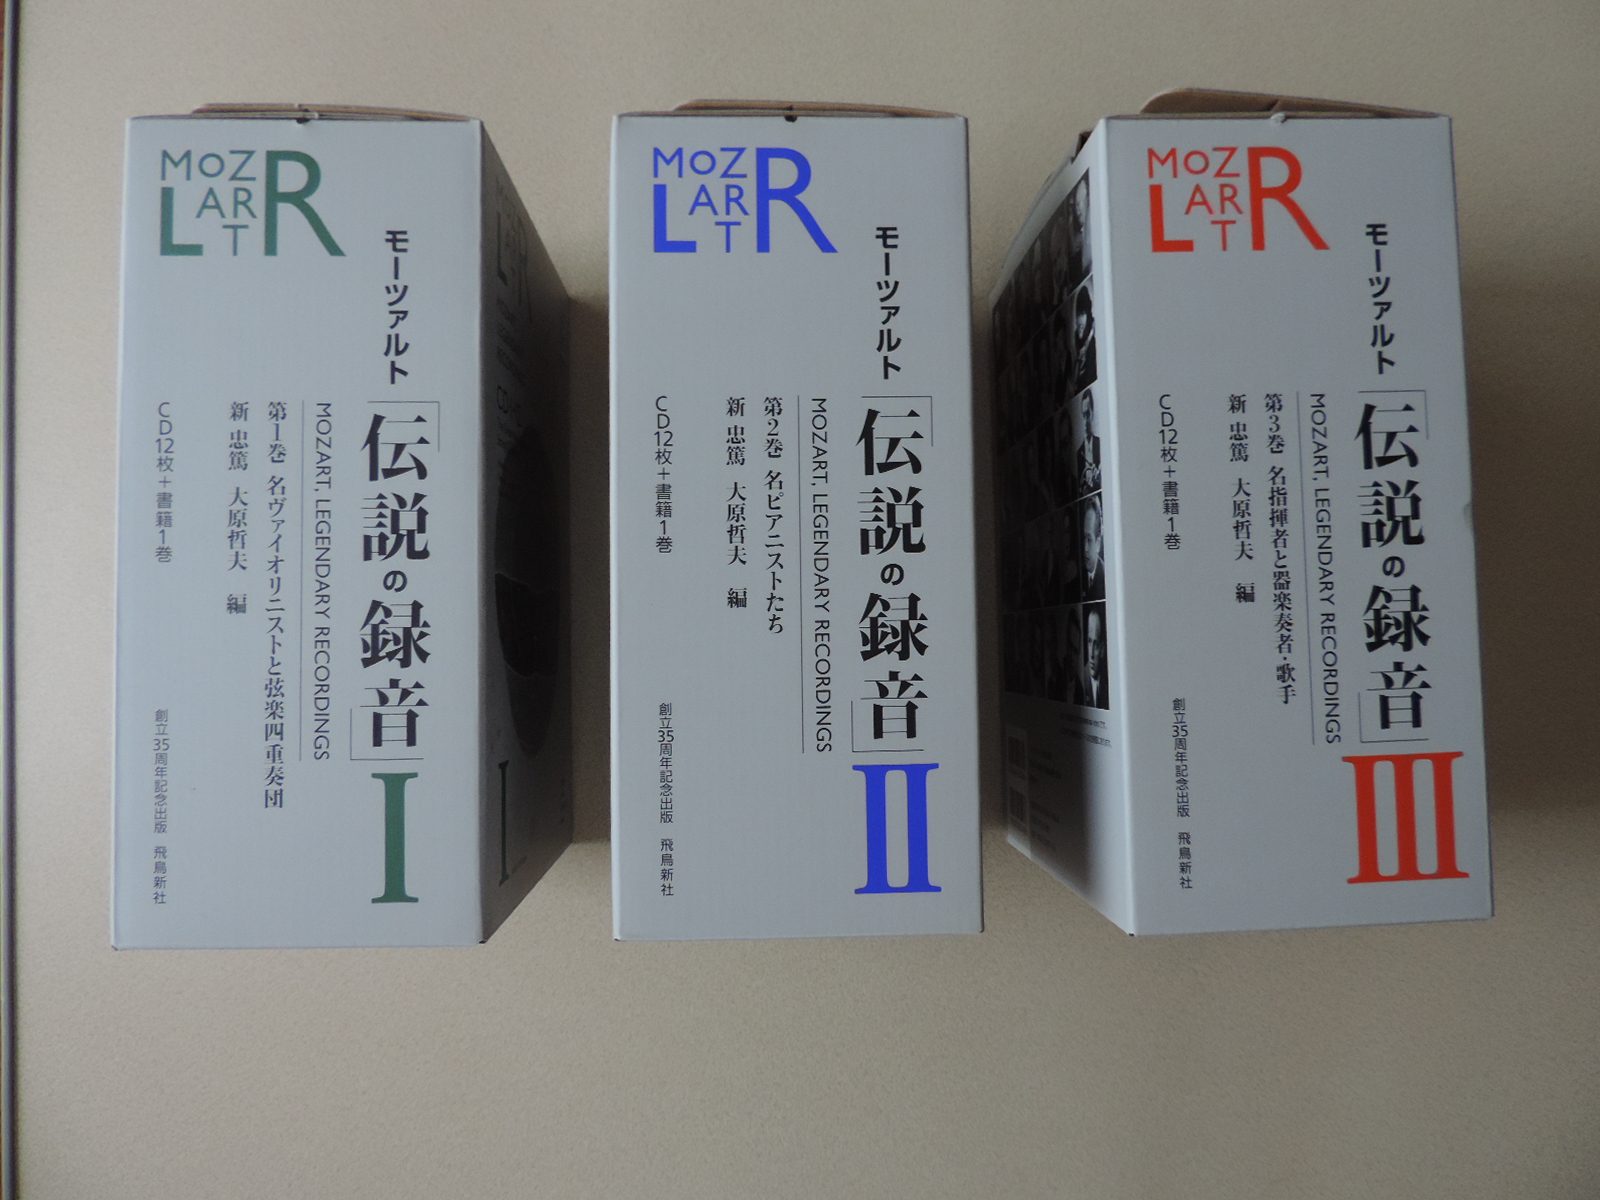 MOZ
ART
LR
モーツァルト
「伝説の録音」
I
MOZART, LEGENDARY RECORDINGS
第1巻 名ヴァイオリニストと弦楽四重奏団
新 忠篤 大原哲夫 編
CD12枚+書籍1巻
創立35周年記念出版 飛鳥新社
MOZ
ART
LR
モーツァルト
「伝説の録音」
II
MOZART, LEGENDARY RECORDINGS
第2巻 名ピアニストたち
新 忠篤 大原哲夫 編
CD12枚+書籍1巻
創立35周年記念出版 飛鳥新社
MOZ
ART
LR
モーツァルト
「伝説の録音」
III
MOZART, LEGENDARY RECORDINGS
第3巻 名指揮者と器楽奏者・歌手
新 忠篤 大原哲夫 編
CD12枚+書籍1巻
創立35周年記念出版 飛鳥新社